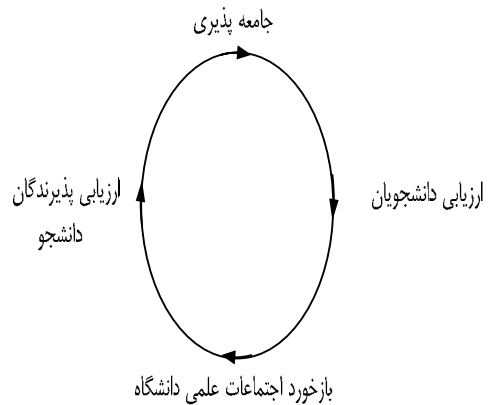 جامعه پذیری
ارزیابی دانشجویان
ارزیابی پذیرندگان
دانشجو
بازخورد اجتماعات علمی دانشگاه